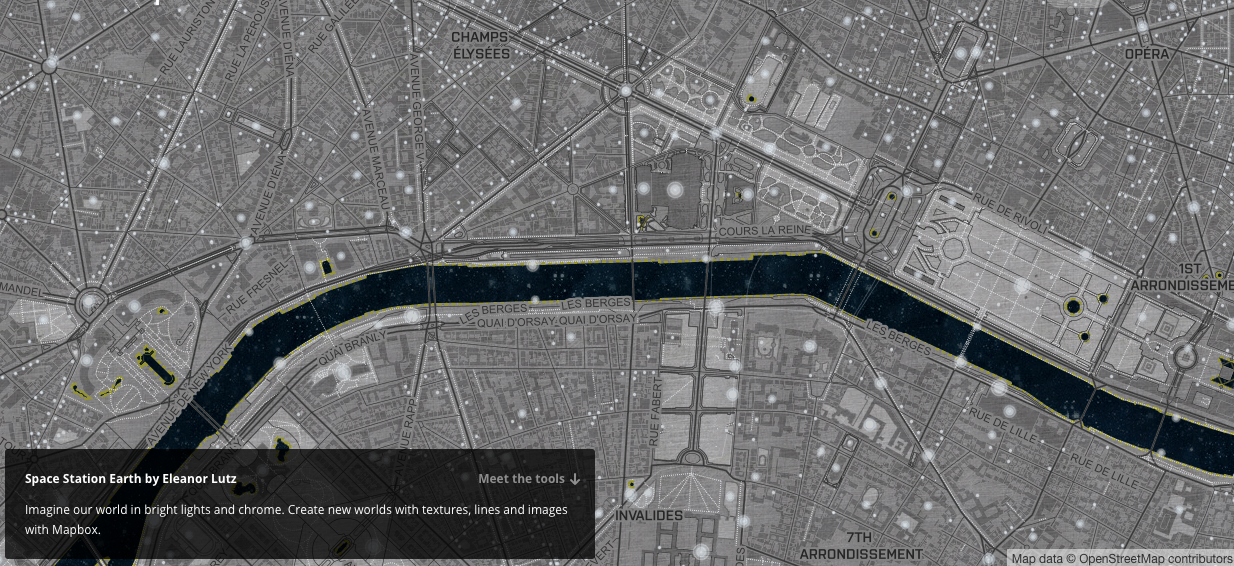 CHAMPS
ÉLYSÉES
OPÉRA
RUE LAURISTON
RUE LA PÉROUS
AVENUE D'IÉNA
RUE GALILÉE
AVENUE GEORGE V
AVENUE MARCEAU
AVENUE D'IÉNA
COURS LA REINE
RUE DE RIVOLI
1ST
ARRONDISSEME
MANDEL
RUE FRESNEL
LES BERGES
LES BERGES
QUAI D'ORSAY
QUAI D'ORSAY
LES BERGES
QUAI BRANLY
AVENUE DE NEW YORK
RUE FABERT
NUE RAPP
RUE DE LILLE
RUE DE LILLE
Space Station Earth by Eleanor Lutz
Meet the tools ↓
Imagine our world in bright lights and chrome. Create new worlds with textures, lines and images
with Mapbox.
INVALIDES
7TH
ARRONDISSEMENT
Map data © OpenStreetMap contributors